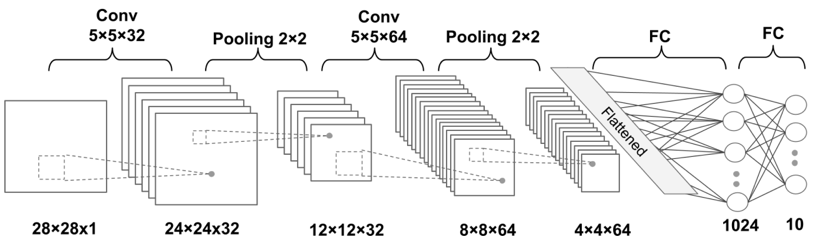 Conv
5×5×32
Pooling 2×2
Conv
5×5×64
Pooling 2×2
FC
FC
Flattened
28×28x1
24×24x32
12×12×32
8×8×64
4×4×64
1024
10